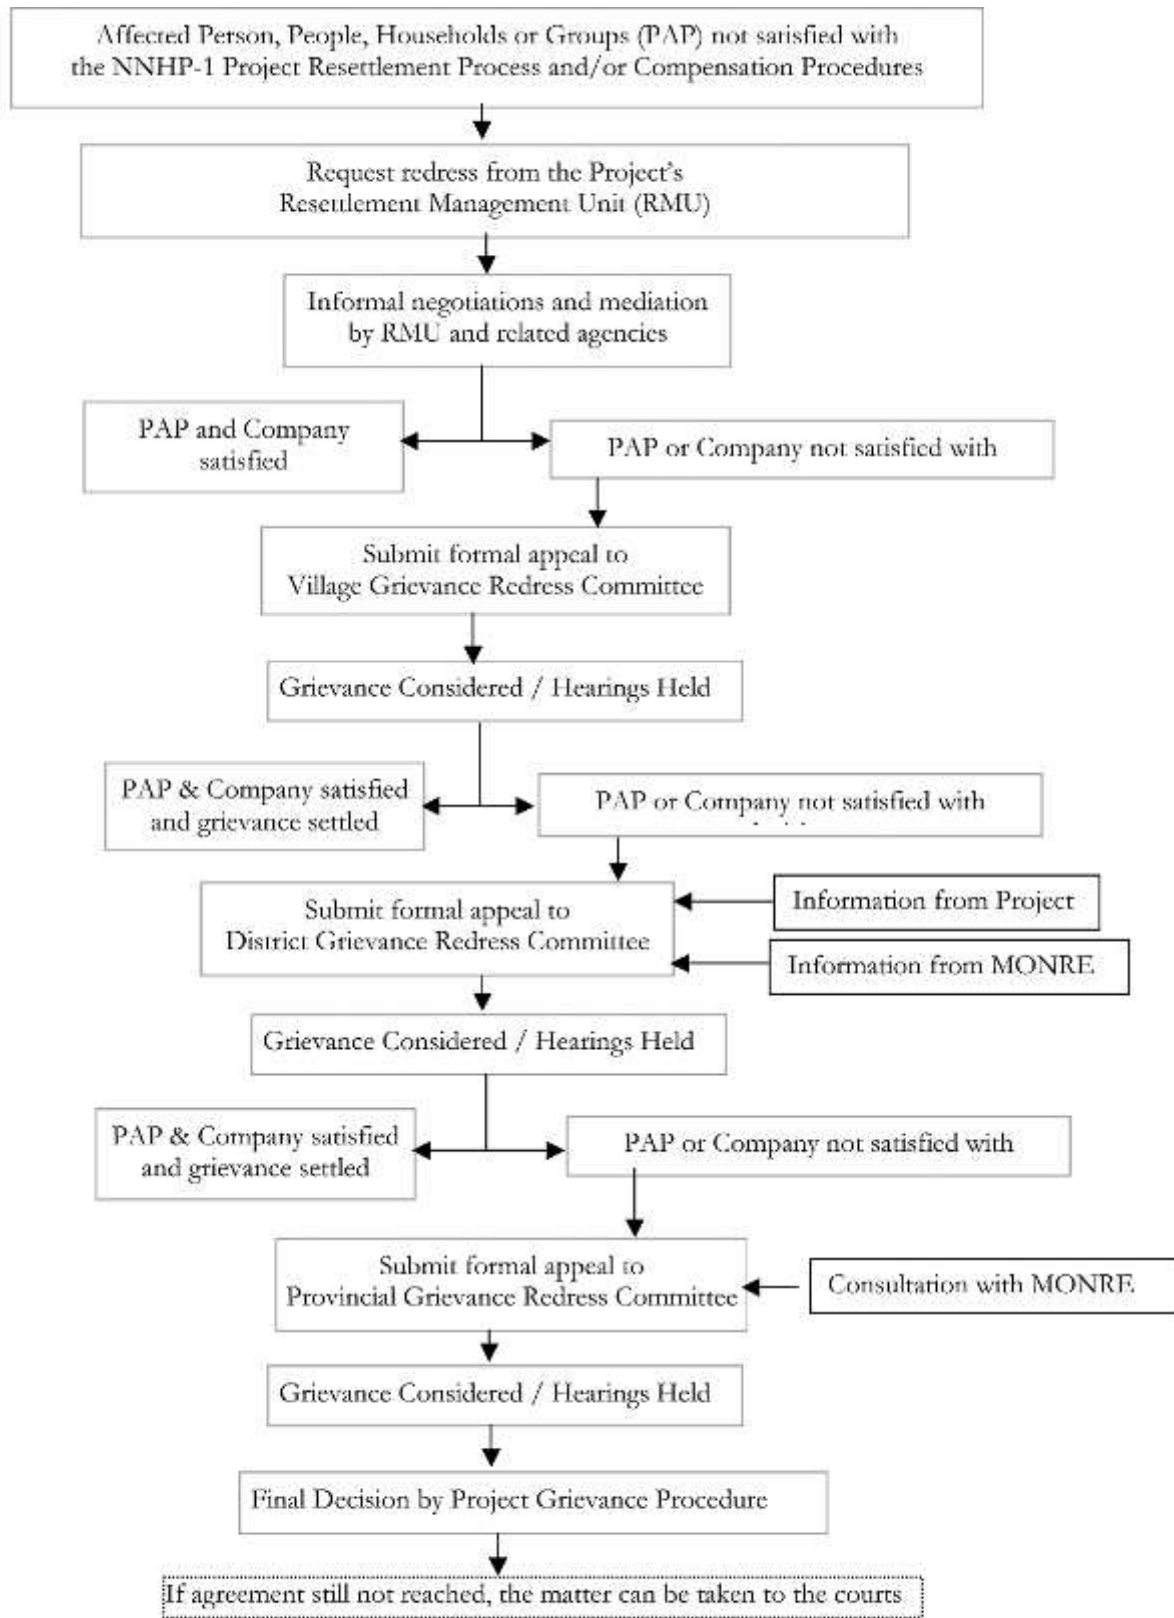 Affected Person, People, Households or Groups (PAP) not satisfied with
the NNHP-1 Project Resettlement Process and/or Compensation Procedures
Request redress from the Project's
Resettlement Management Unit (RMU)
Informal negotiations and mediation
by RMU and related agencies
PAP and Company
satisfied
PAP or Company not satisfied with
Submit formal appeal to
Village Grievance Redress Committee
Grievance Considered / Hearings Held
PAP & Company satisfied
and grievance settled
PAP or Company not satisfied with
Submit formal appeal to
District Grievance Redress Committee
Information from Project
Information from MONRE
Grievance Considered / Hearings Held
PAP & Company satisfied
and grievance settled
PAP or Company not satisfied with
Submit formal appeal to
Provincial Grievance Redress Committee
Consultation with MONRE
Grievance Considered / Hearings Held
Final Decision by Project Grievance Procedure
If agreement still not reached, the matter can be taken to the courts